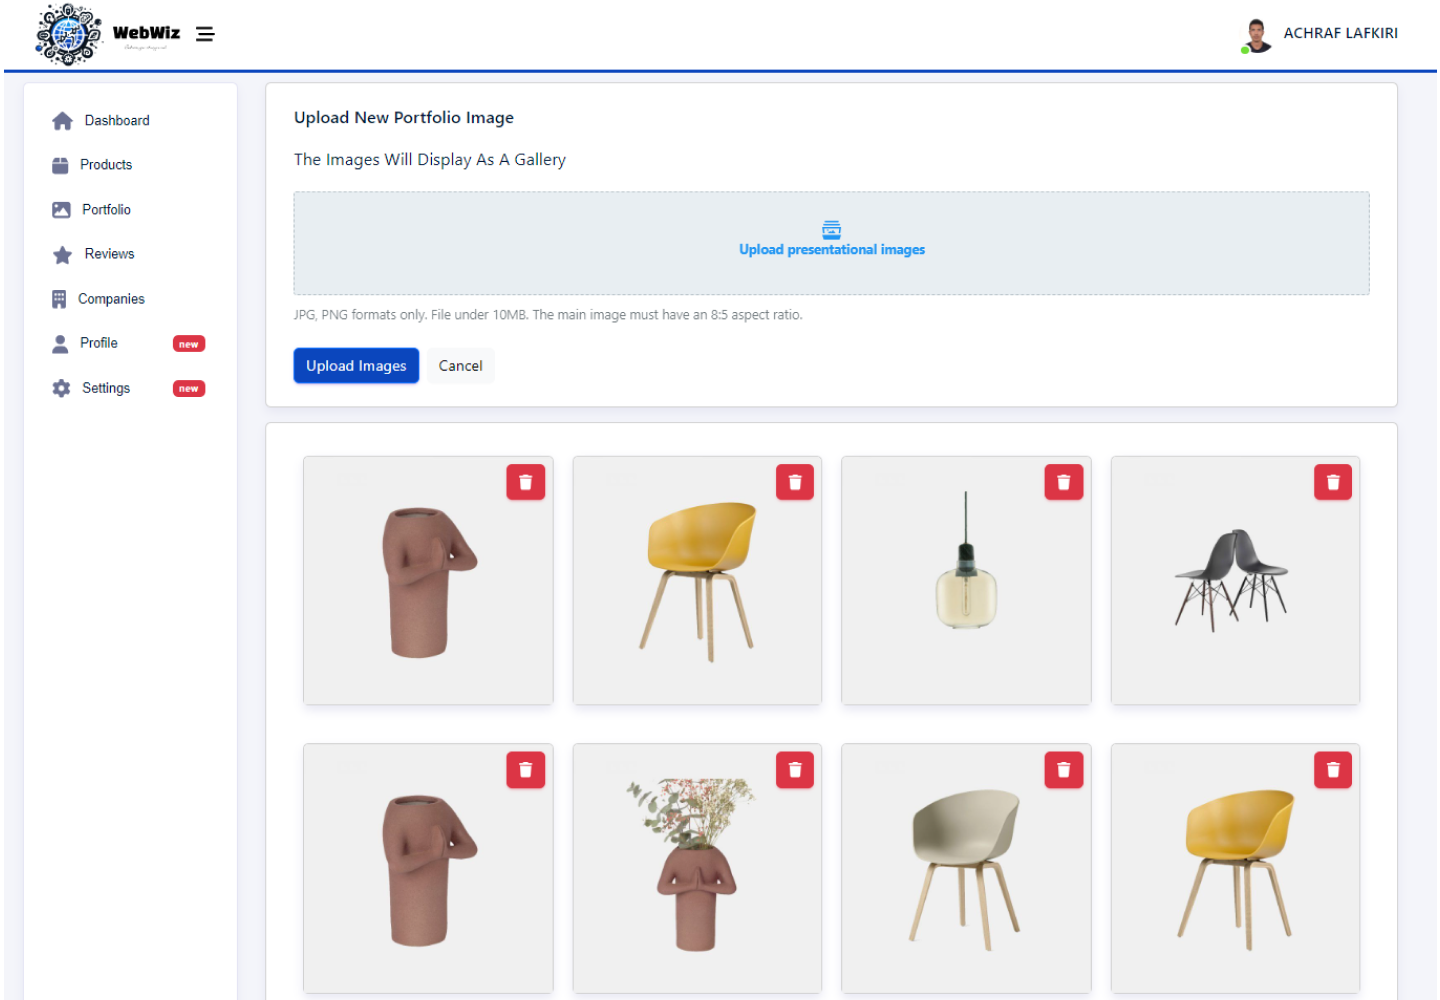 WebWiz
ACHRAF LAFKIRI
Dashboard
Products
Portfolio
Reviews
Companies
Profile new
Settings new
Upload New Portfolio Image
The Images Will Display As A Gallery
Upload presentational images
JPG, PNG formats only. File under 10MB. The main image must have an 8:5 aspect ratio.
Upload Images Cancel